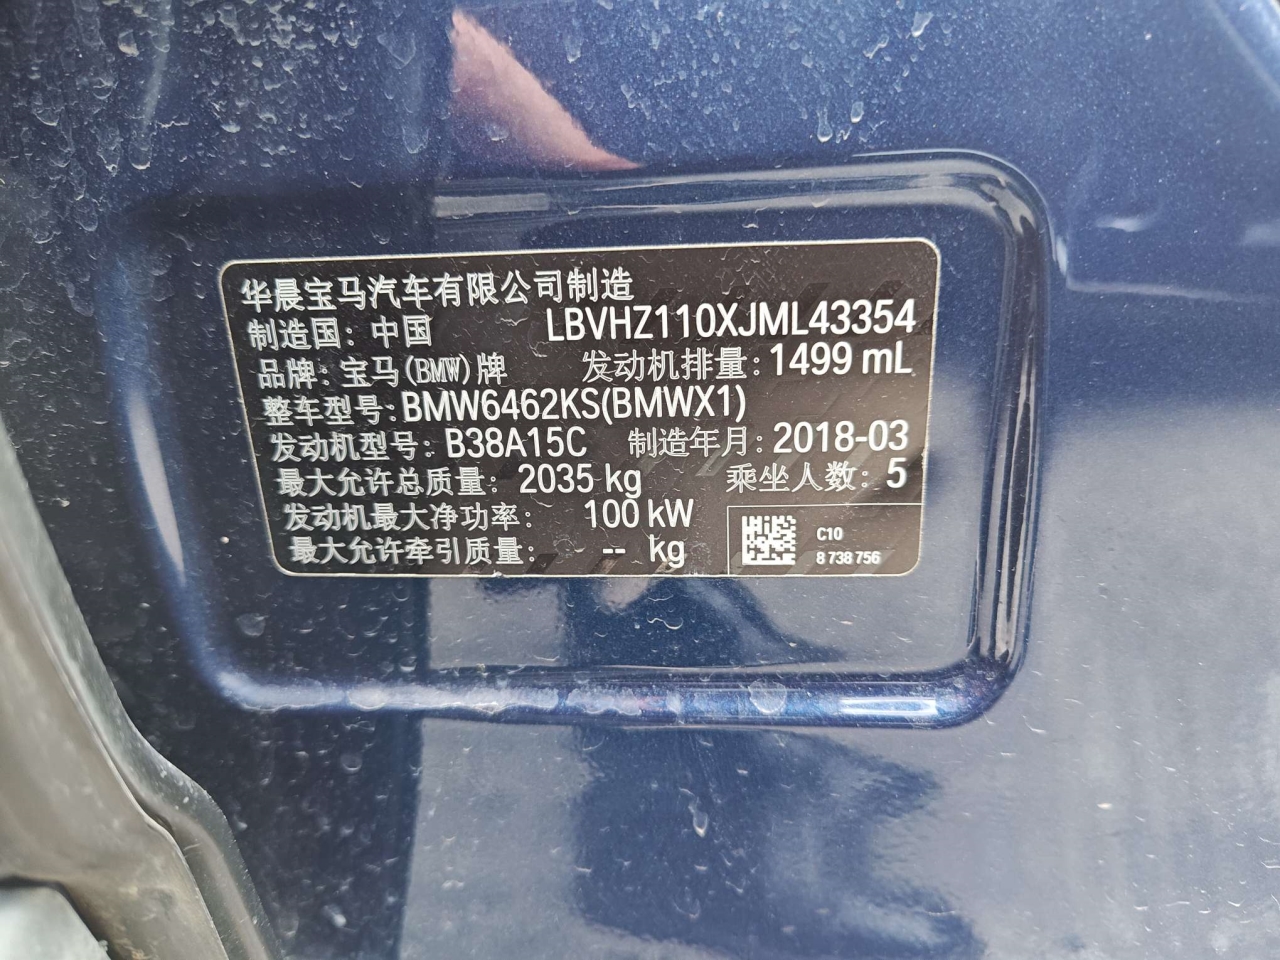 华晨宝马汽车有限公司制造
制造国：中国 LBVHZ110XJML43354
品牌：宝马(BMW)牌 发动机排量：1499 mL
整车型号：BMW6462KS(BMWX1)
发动机型号：B38A15C 制造年月：2018-03
最大允许总质量：2035 kg 乘坐人数：5
发动机最大净功率：100 kW
最大允许牵引质量：-- kg
C10
8 738 756